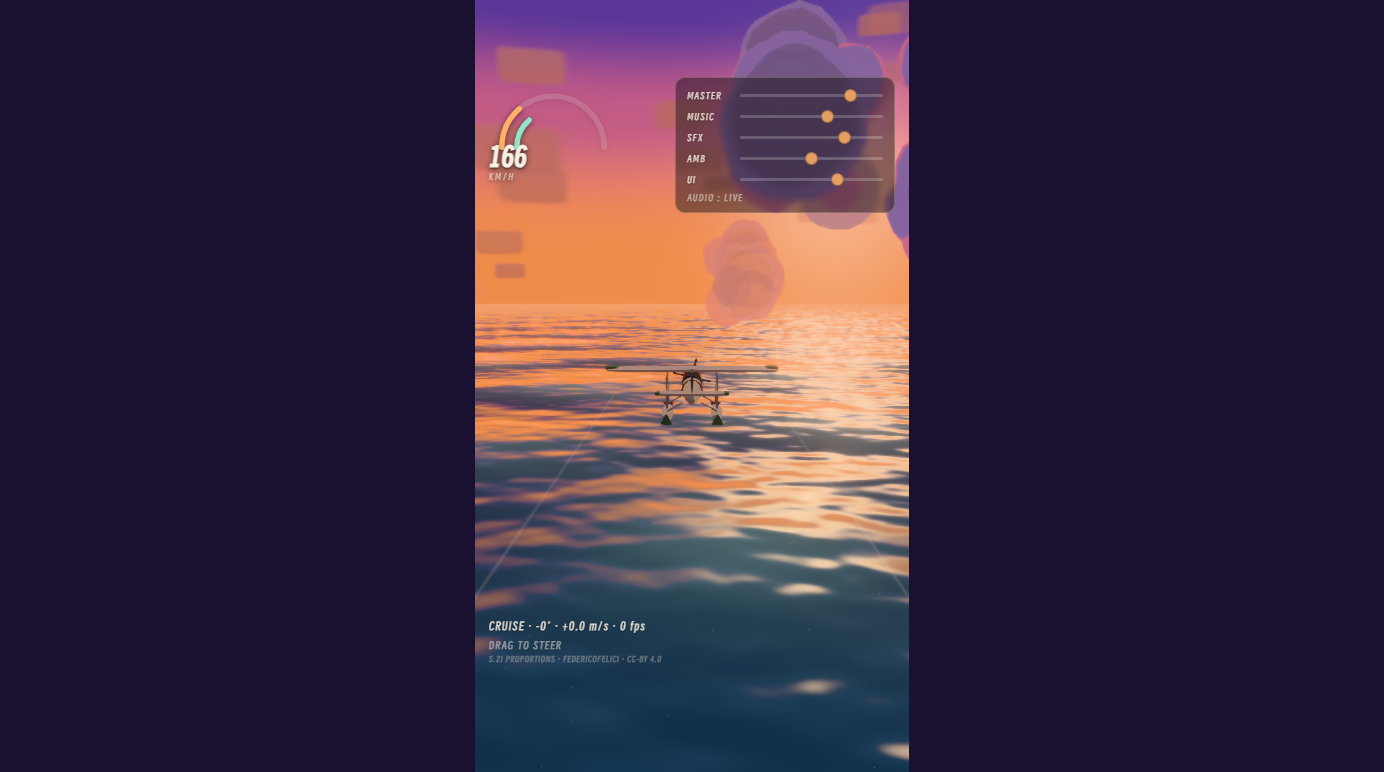 166
KM/H
MASTER
MUSIC
SFX
AMB
UI
AUDIO : LIVE
CRUISE · -0° · +0.0 m/s · 0 fps
DRAG TO STEER
S.21 PROPORTIONS · FEDERICOFELICI · CC-BY 4.0